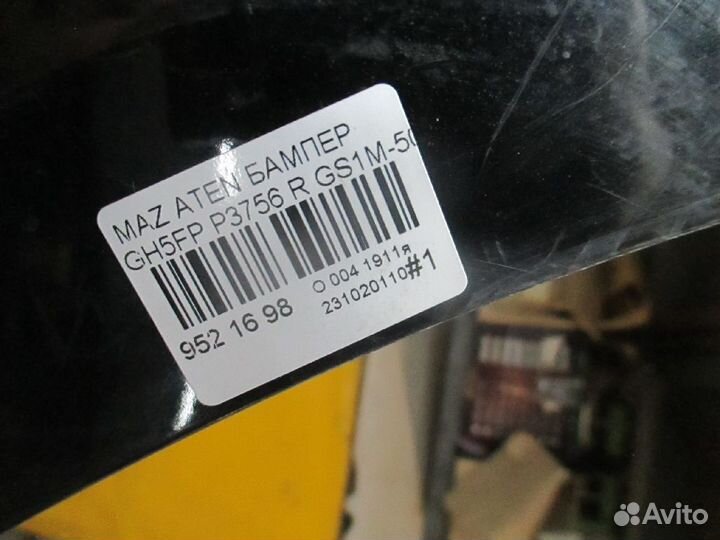 MAZ ATEN БАМПЕР
GH5FP P3756 R GS1M-50
952 16 98
O 004 1911я
231020110#1
Avito